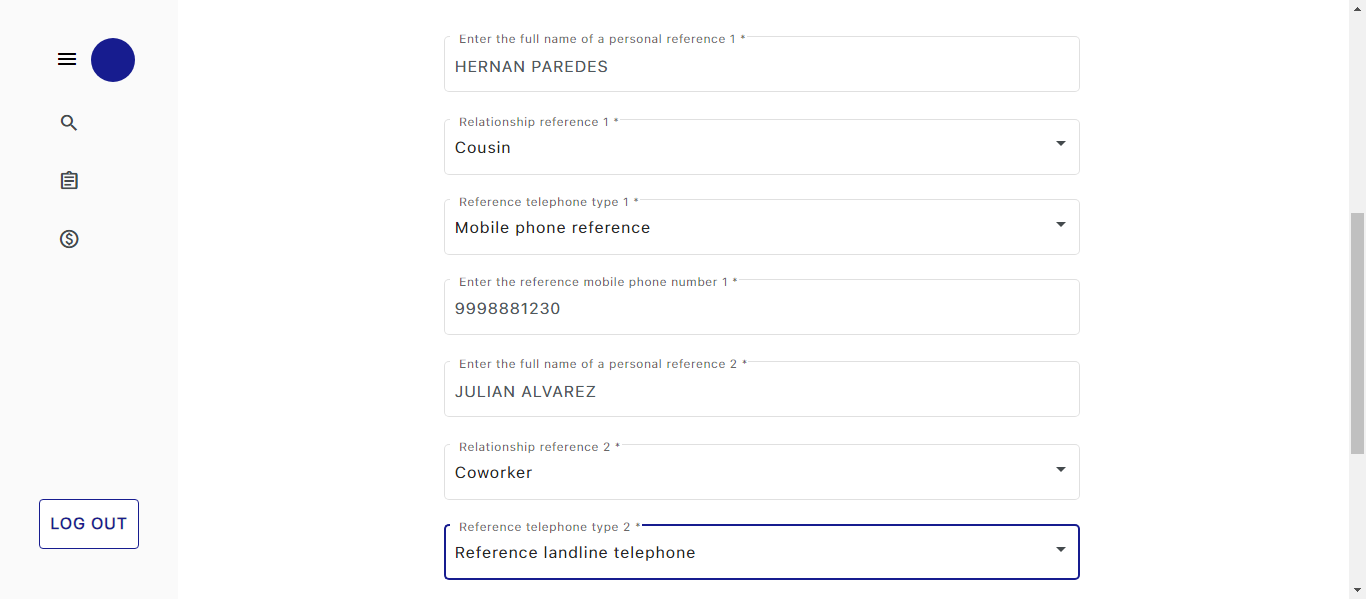 Enter the full name of a personal reference 1 *
HERNAN PAREDES
Relationship reference 1 *
Cousin
Reference telephone type 1 *
Mobile phone reference
Enter the reference mobile phone number 1 *
9998881230
Enter the full name of a personal reference 2 *
JULIAN ALVAREZ
Relationship reference 2 *
Coworker
LOG OUT
Reference telephone type 2 *
Reference landline telephone